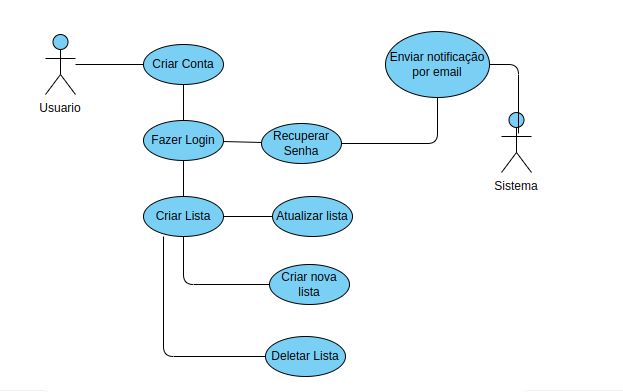 Criar Conta
Enviar notificação
por email
Usuario
Fazer Login
Recuperar
Senha
Sistema
Criar Lista
Atualizar lista
Criar nova
lista
Deletar Lista